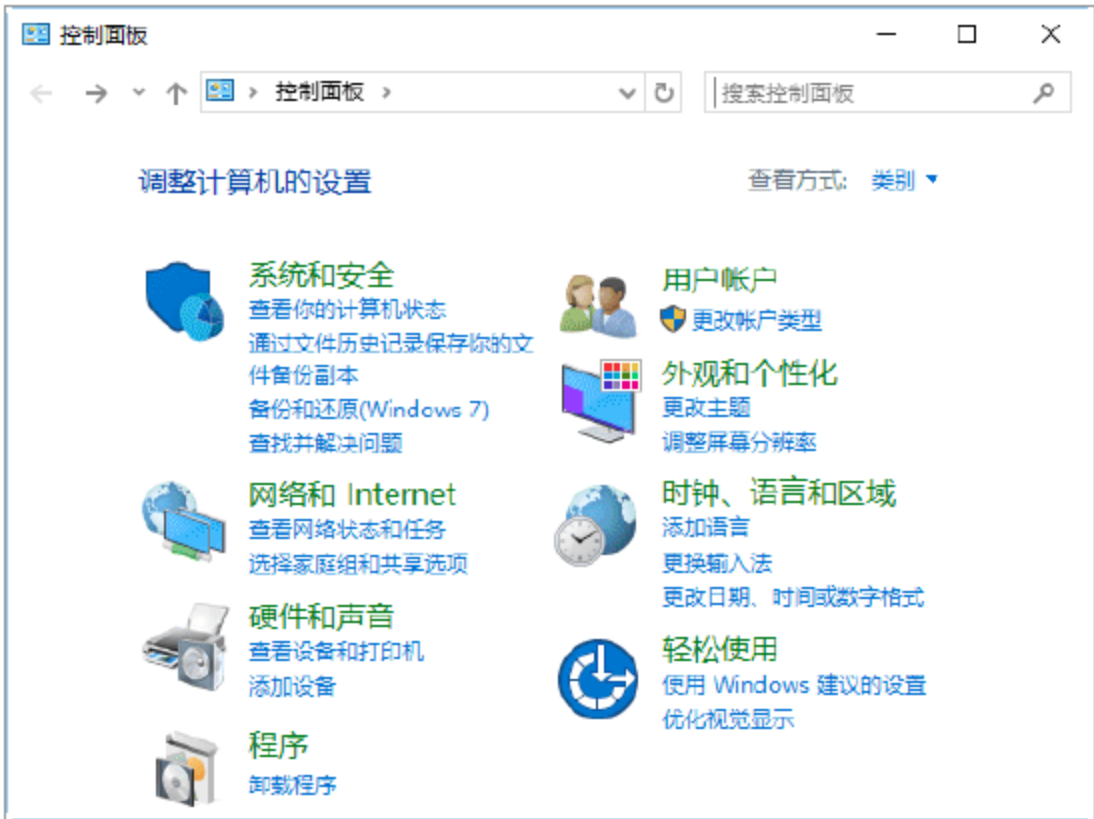 控制面板
控制面板
搜索控制面板
调整计算机的设置
查看方式: 类别
系统和安全
查看你的计算机状态
通过文件历史记录保存你的文
件备份副本
备份和还原(Windows 7)
查找并解决问题
网络和 Internet
查看网络状态和任务
选择家庭组和共享选项
硬件和声音
查看设备和打印机
添加设备
程序
卸载程序
用户帐户
更改帐户类型
外观和个性化
更改主题
调整屏幕分辨率
时钟、语言和区域
添加语言
更换输入法
更改日期、时间或数字格式
轻松使用
使用 Windows 建议的设置
优化视觉显示